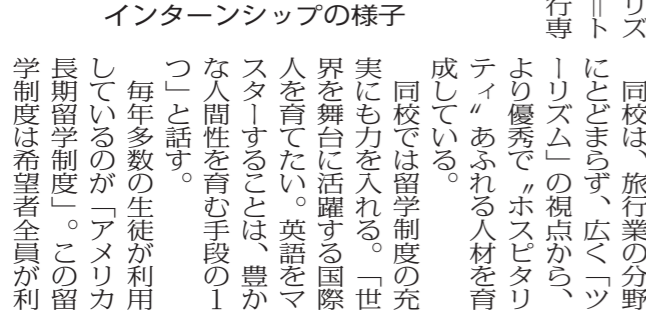 インターンシップの様子
リズ
＝ト
行専
　同校は、旅行業の分野
にとどまらず、広く「ツ
ーリズム」の視点から、
より優秀で〝ホスピタリ
ティ〟あふれる人材を育
成している。
　同校では留学制度の充
実にも力を入れる。「世
界を舞台に活躍する国際
人を育てたい。英語をマ
スターすることは、豊か
な人間性を育む手段の1
つ」と話す。
　毎年多数の生徒が利用
しているのが「アメリカ
長期留学制度」。この留
学制度は希望者全員が利